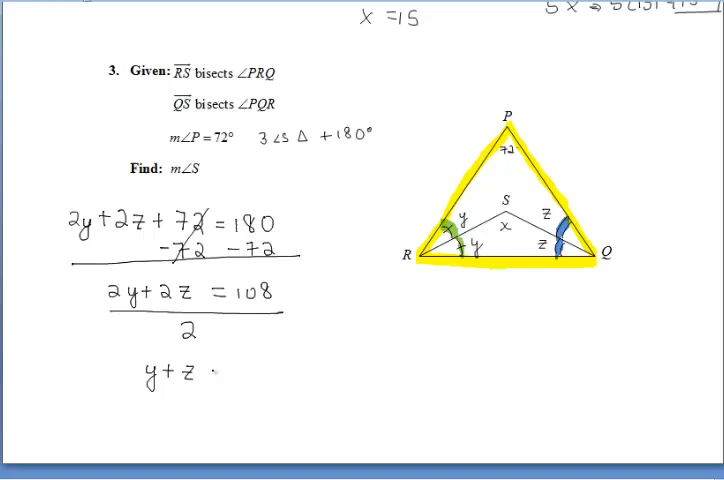 x = 15
3. Given: RS bisects ∠PRQ
QS bisects ∠PQR
m∠P = 72° 3 ∠s Δ +180°
Find: m∠S
2y + 2z + 72 = 180
-72 -72
2y + 2z = 108
2
y + z
P
72
S
y
z
x
y
z
R
Q